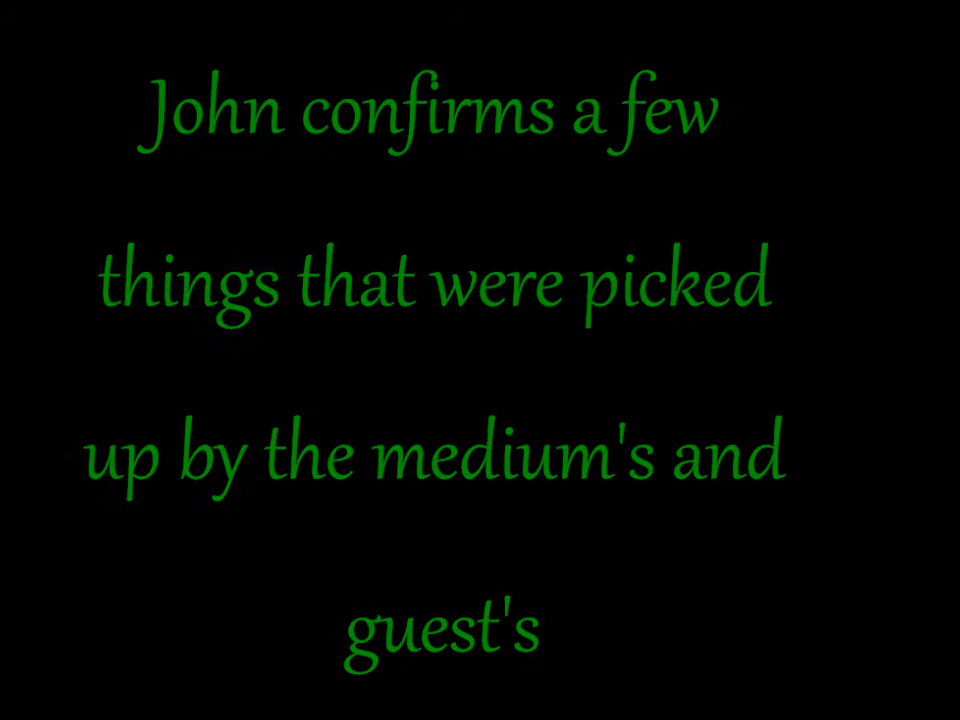 John confirms a few
things that were picked
up by the medium's and
guest's